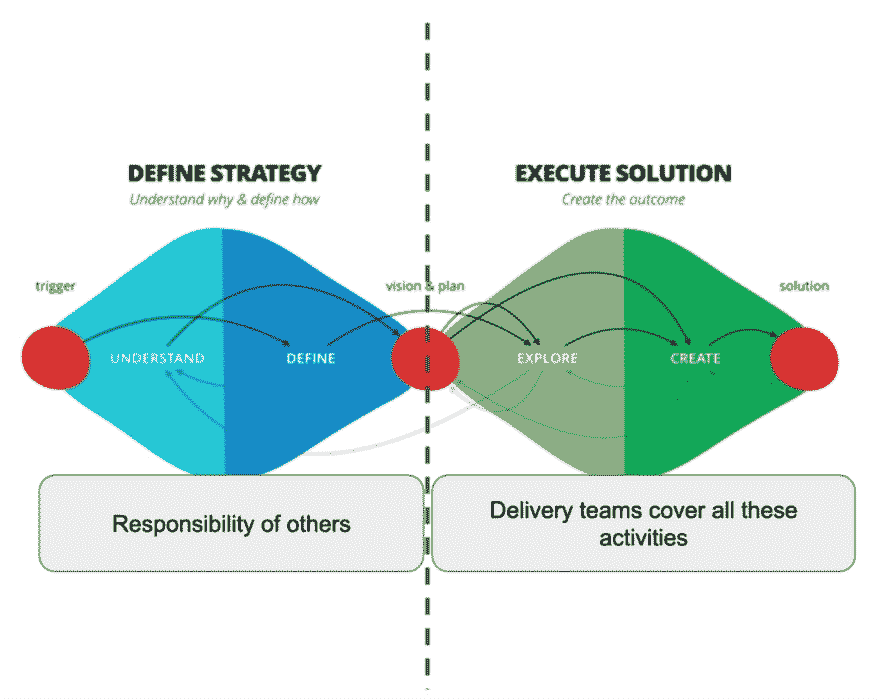 DEFINE STRATEGY
Understand why & define how
EXECUTE SOLUTION
Create the outcome
trigger
vision & plan
solution
UNDERSTAND
DEFINE
EXPLORE
CREATE
Responsibility of others
Delivery teams cover all these
activities